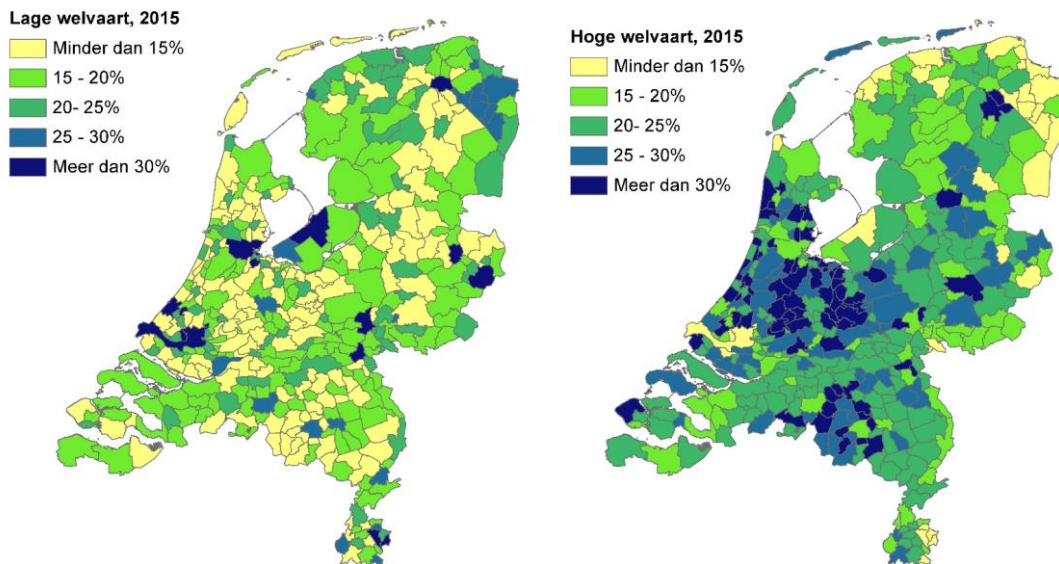 Lage welvaart, 2015
Minder dan 15%
15 - 20%
20- 25%
25 - 30%
Meer dan 30%
Hoge welvaart, 2015
Minder dan 15%
15 - 20%
20- 25%
25 - 30%
Meer dan 30%